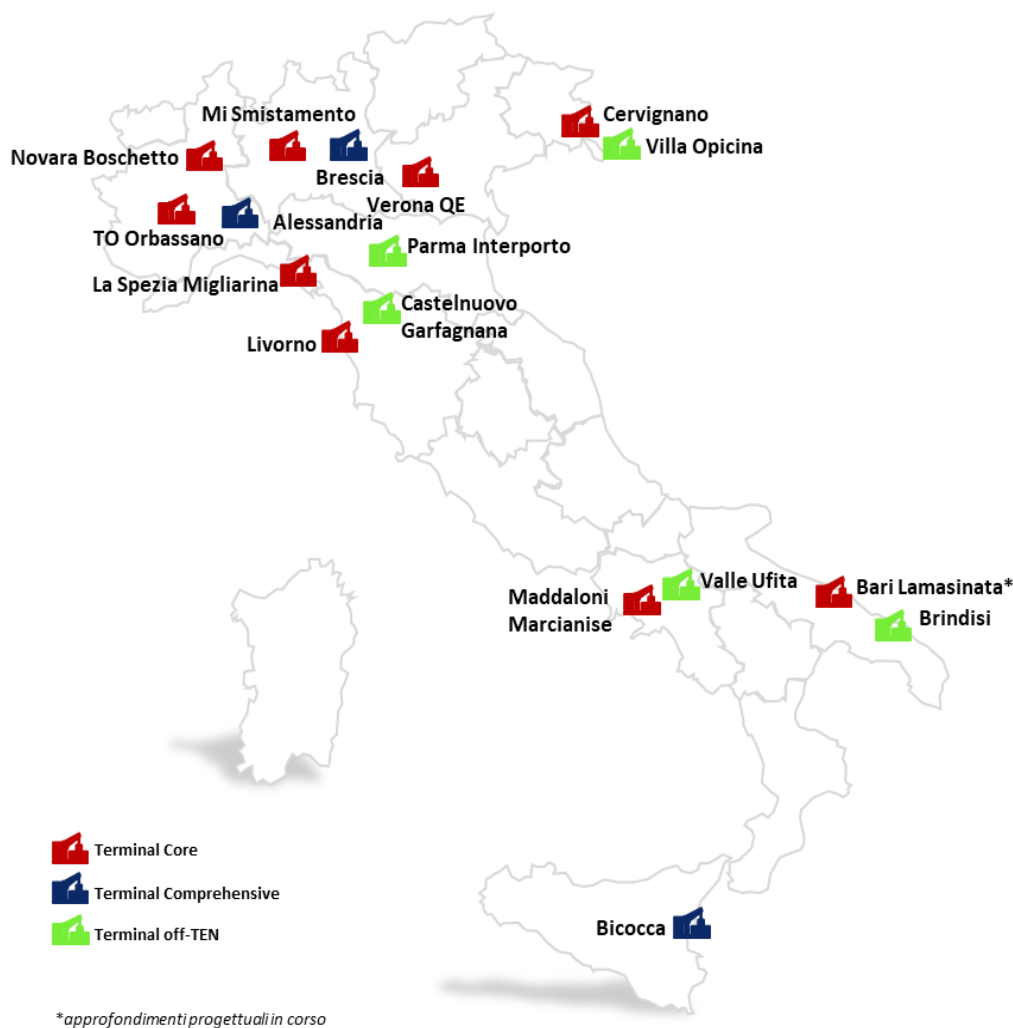 Mi Smistamento
Cervignano
Villa Opicina
Novara Boschetto
Brescia
Verona QE
TO Orbassano
Alessandria
Parma Interporto
La Spezia Migliarina
Castelnuovo
Garfagnana
Livorno
Maddaloni
Marcianise
Valle Ufita
Bari Lamasinata*
Brindisi
Terminal Core
Terminal Comprehensive
Terminal off-TEN
Bicocca
*approfondimenti progettuali in corso